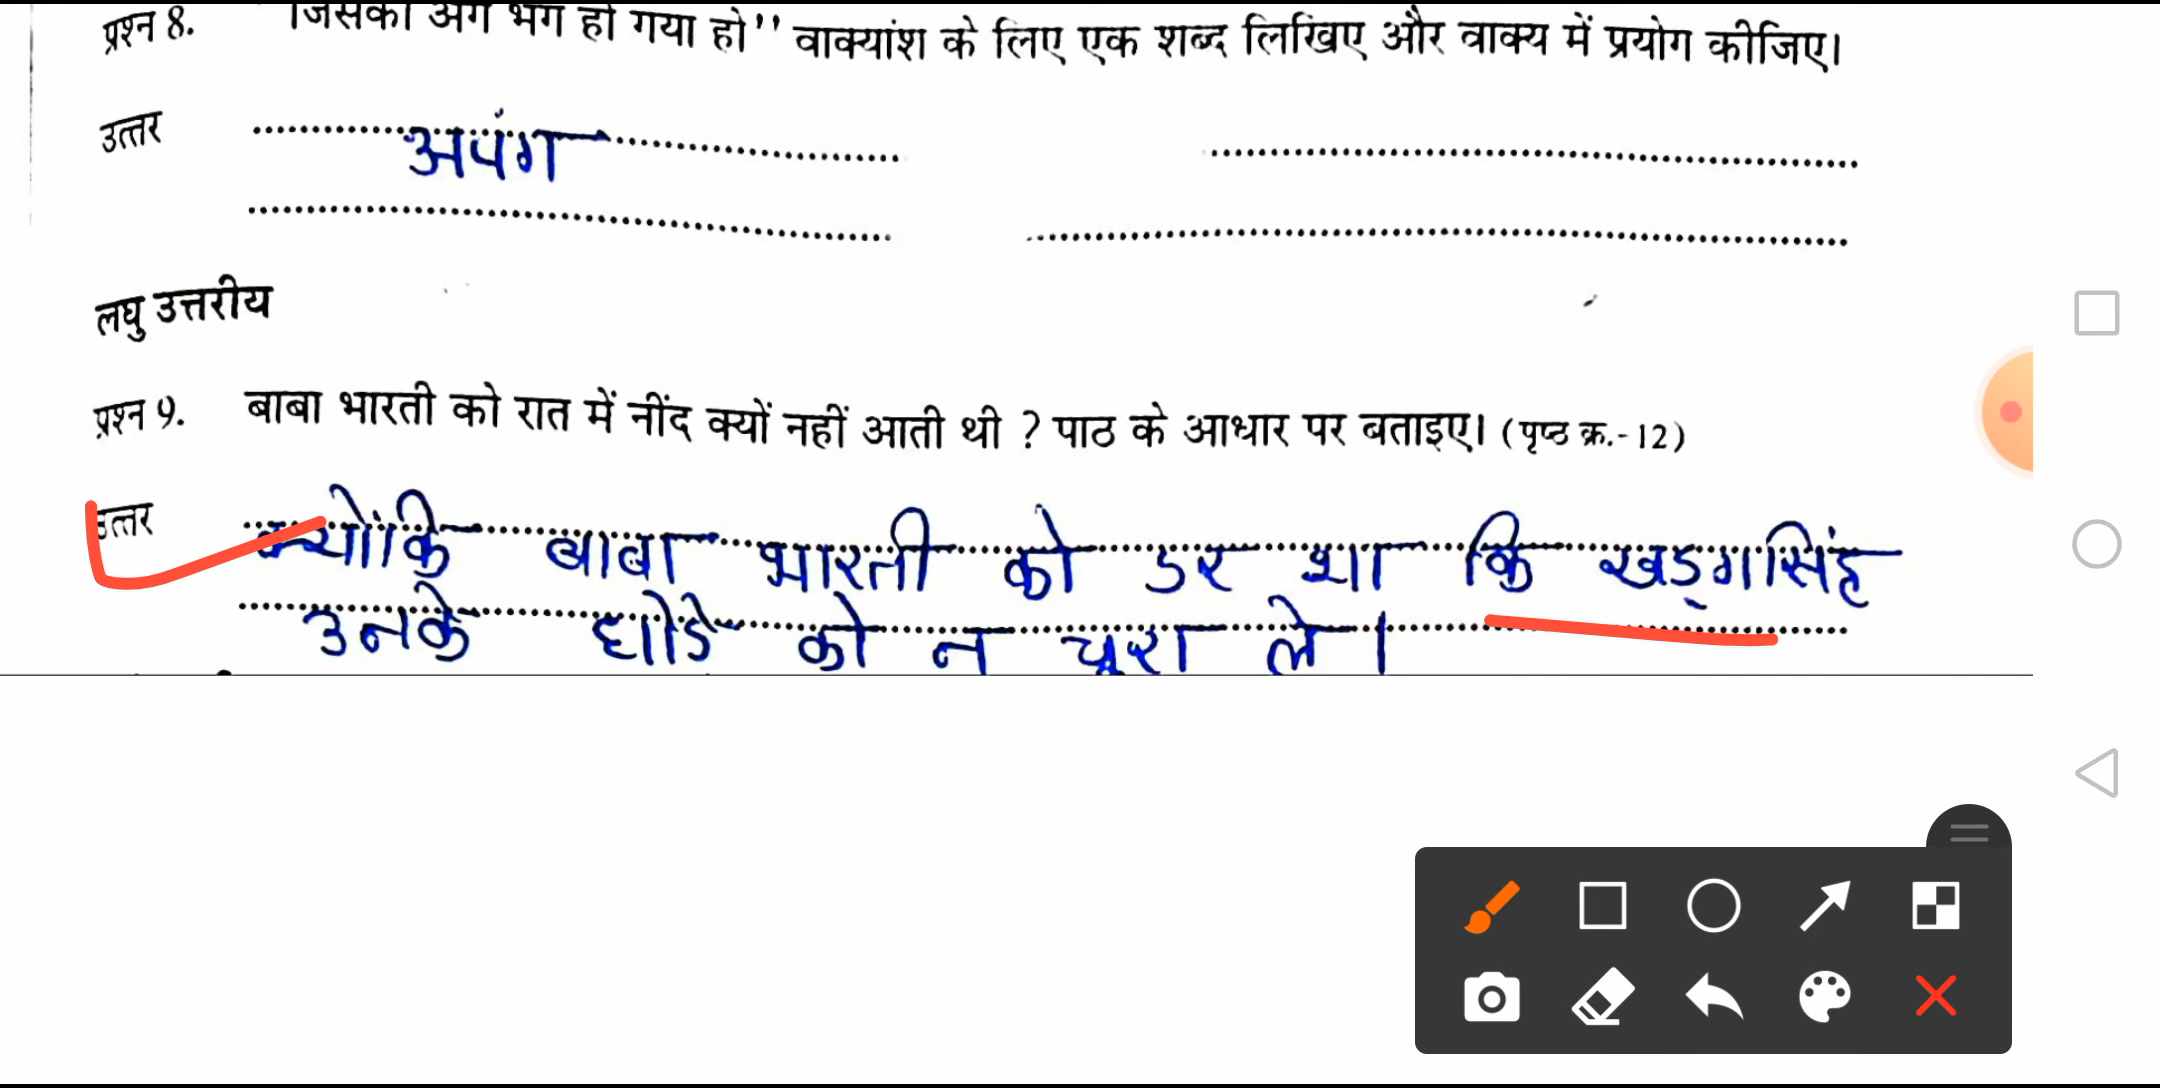 प्रश्न 8. जिसका अंग भंग हो गया हो'' वाक्यांश के लिए एक शब्द लिखिए और वाक्य में प्रयोग कीजिए।
उत्तर अपंग
लघु उत्तरीय
प्रश्न 9. बाबा भारती को रात में नींद क्यों नहीं आती थी ? पाठ के आधार पर बताइए। (पृष्ठ क्र.- 12)
उत्तर क्योंकि बाबा भारती को डर था कि खड्गसिंह
उनके घोडे को न चूरा ले।